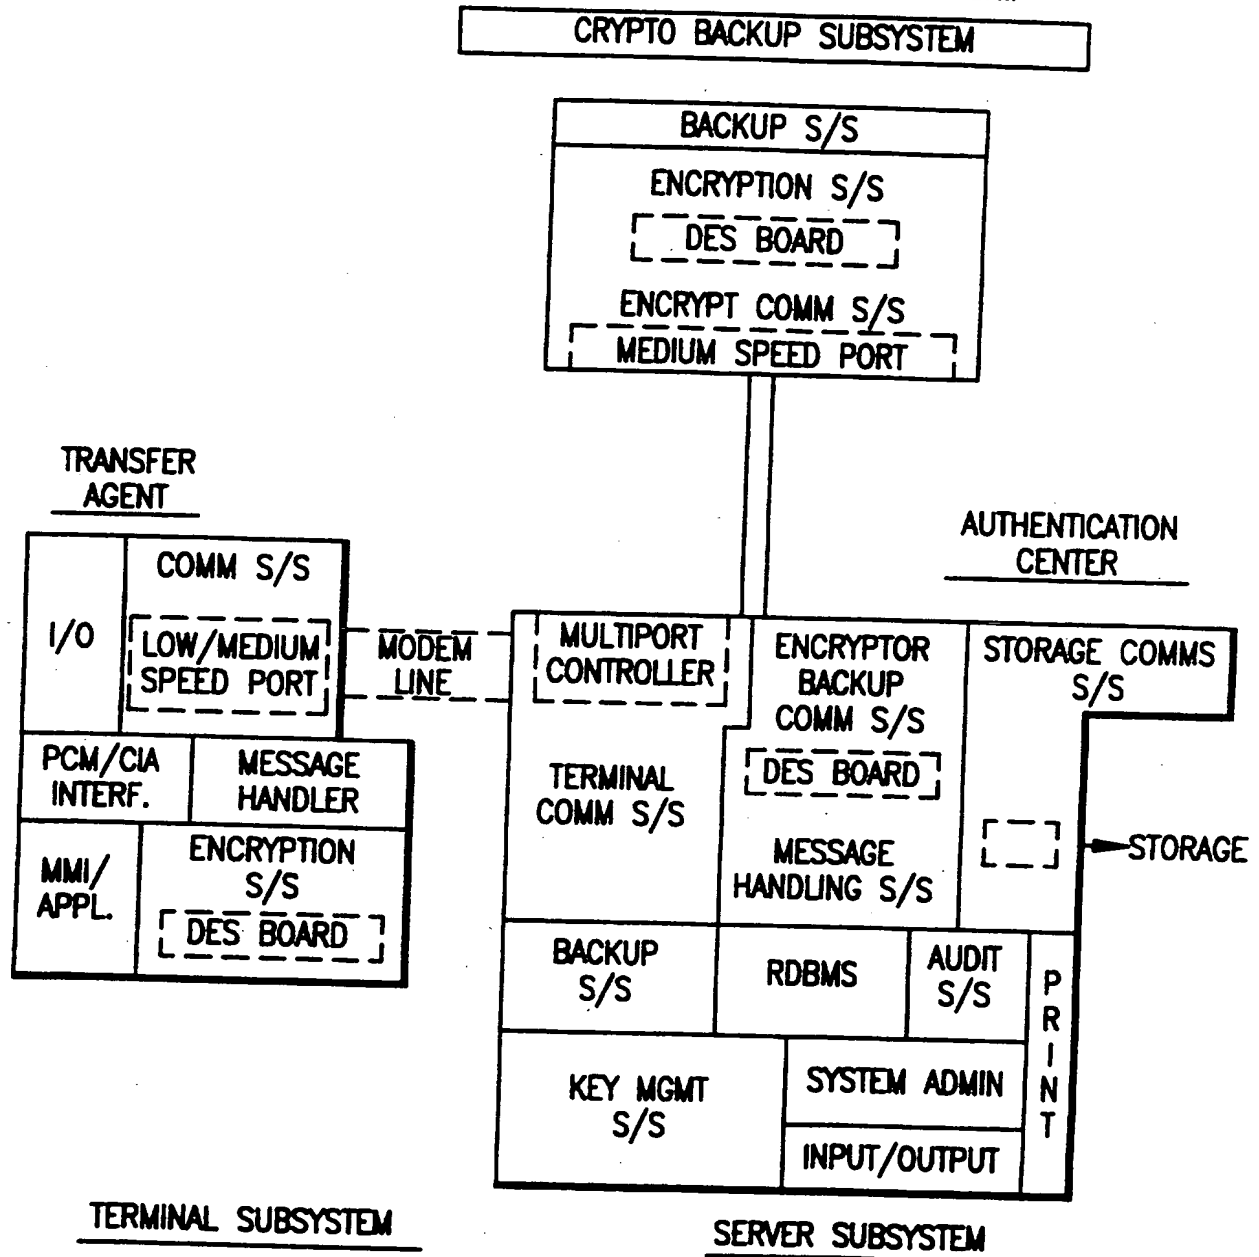 CRYPTO BACKUP SUBSYSTEM
BACKUP S/S
ENCRYPTION S/S
DES BOARD
ENCRYPT COMM S/S
MEDIUM SPEED PORT
TRANSFER
AGENT
I/O
COMM S/S
LOW/MEDIUM
SPEED PORT
MODEM
LINE
PCM/CIA
INTERF.
MESSAGE
HANDLER
MMI/
APPL.
ENCRYPTION
S/S
DES BOARD
TERMINAL SUBSYSTEM
AUTHENTICATION
CENTER
MULTIPORT
CONTROLLER
TERMINAL
COMM S/S
ENCRYPTOR
BACKUP
COMM S/S
DES BOARD
MESSAGE
HANDLING S/S
STORAGE COMMS
S/S
STORAGE
BACKUP
S/S
RDBMS
AUDIT
S/S
PRINT
KEY MGMT
S/S
SYSTEM ADMIN
INPUT/OUTPUT
SERVER SUBSYSTEM